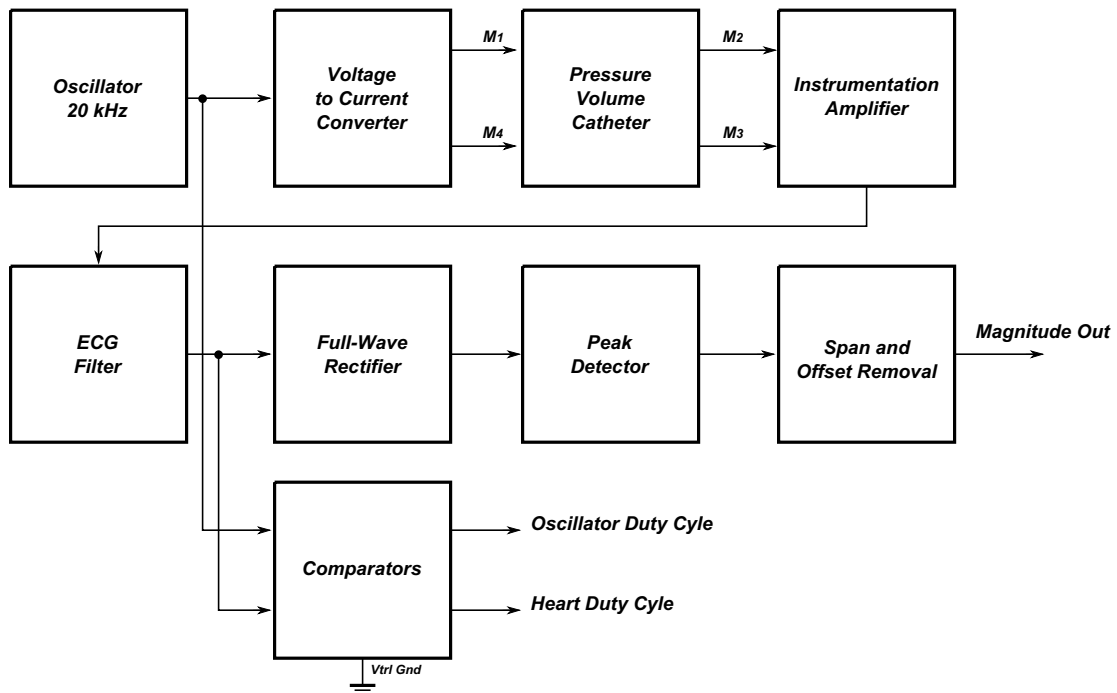 Oscillator
20 kHz
Voltage
to Current
Converter
M1
M4
Pressure
Volume
Catheter
M2
M3
Instrumentation
Amplifier
ECG
Filter
Full-Wave
Rectifier
Peak
Detector
Span and
Offset Removal
Magnitude Out
Comparators
Oscillator Duty Cyle
Heart Duty Cyle
Vtrl Gnd